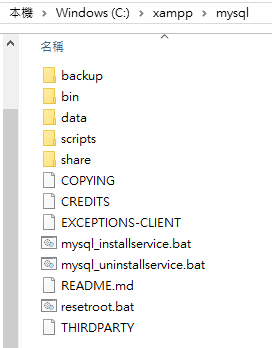 本機 > Windows (C:) > xampp > mysql
名稱
backup
bin
data
scripts
share
COPYING
CREDITS
EXCEPTIONS-CLIENT
mysql_installservice.bat
mysql_uninstallservice.bat
README.md
resetroot.bat
THIRDPARTY